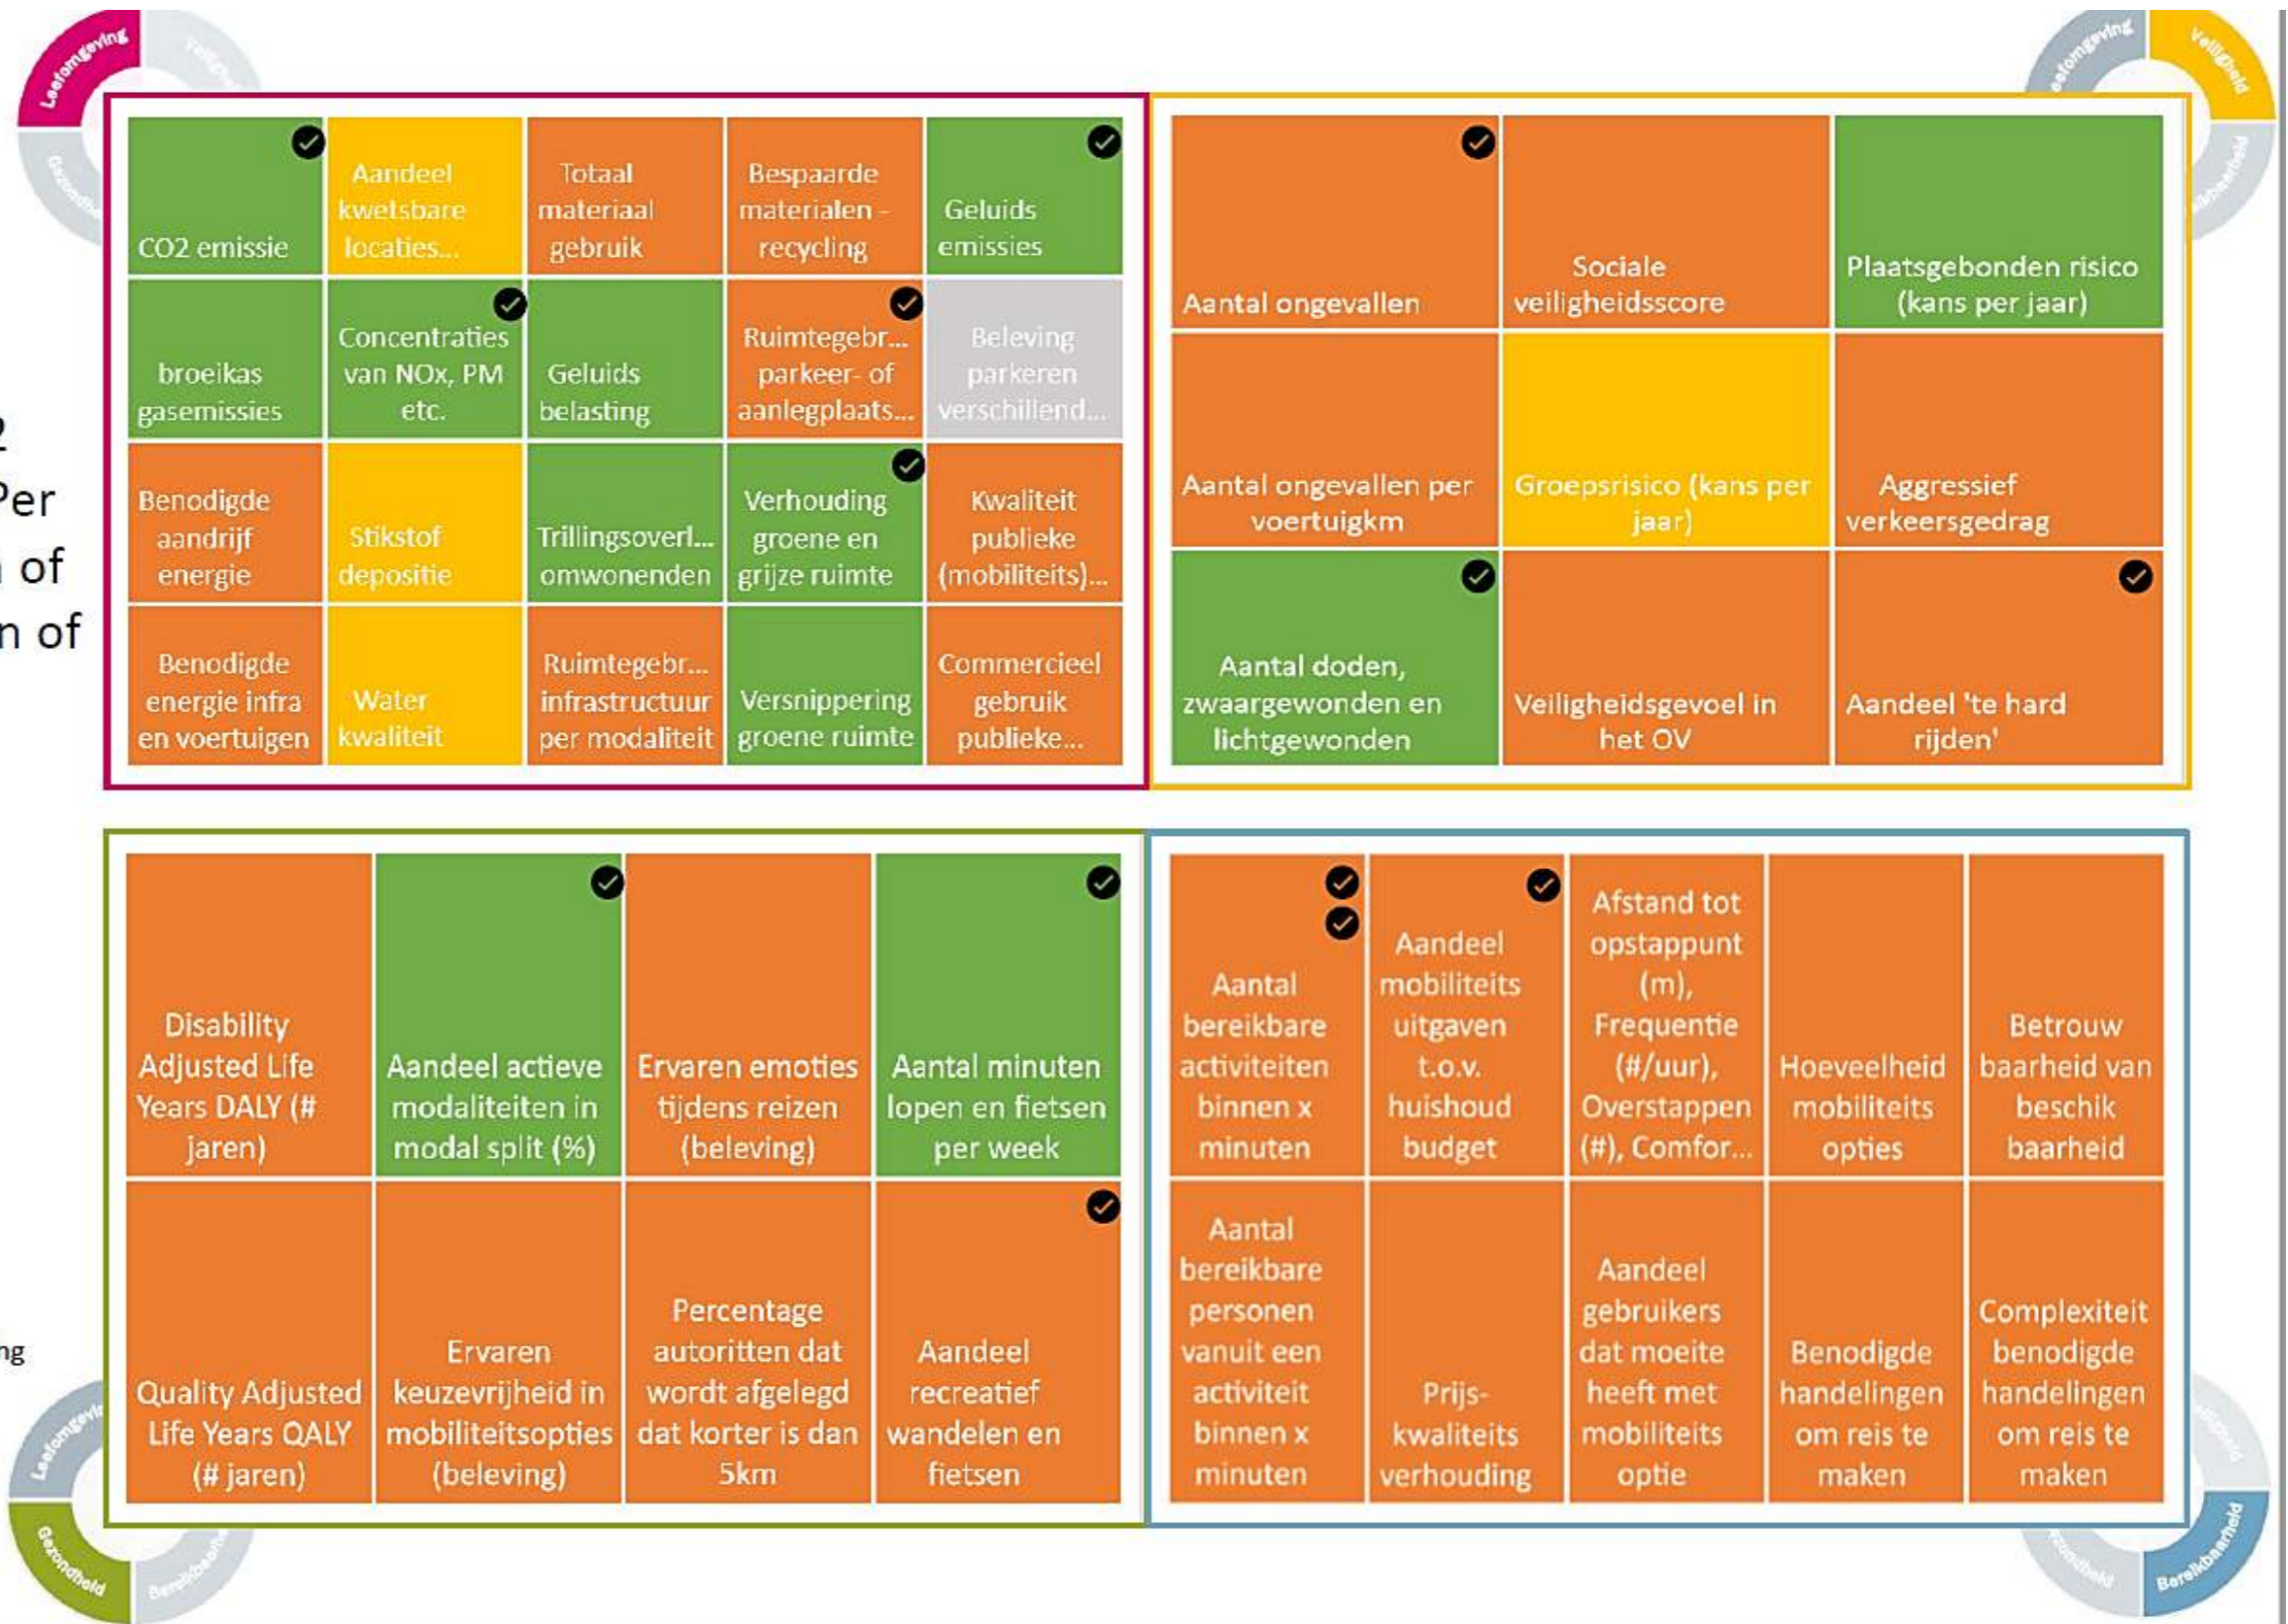 Leefomgeving
Veiligheid
CO2 emissie
Aandeel
kwetsbare
locaties...
Totaal
materiaal
gebruik
Bespaarde
materialen -
recycling
Geluids
emissies
broeikas
gasemissies
Concentraties
van NOx, PM
etc.
Geluids
belasting
Ruimtegebr...
parkeer- of
aanlegplaats...
Beleving
parkeren
verschillend...
Benodigde
aandrijf
energie
Stikstof
depositie
Trillingsoverl...
omwonenden
Verhouding
groene en
grijze ruimte
Kwaliteit
publieke
(mobiliteits)...
Benodigde
energie infra
en voertuigen
Water
kwaliteit
Ruimtegebr...
infrastructuur
per modaliteit
Versnippering
groene ruimte
Commercieel
gebruik
publieke...
Aantal ongevallen
Sociale
veiligheidsscore
Plaatsgebonden risico
(kans per jaar)
Aantal ongevallen per
voertuigkm
Groepsrisico (kans per
jaar)
Aggressief
verkeersgedrag
Aantal doden,
zwaargewonden en
lichtgewonden
Veiligheidsgevoel in
het OV
Aandeel 'te hard
rijden'
2
Per
n of
n of
Disability
Adjusted Life
Years DALY (#
jaren)
Aandeel actieve
modaliteiten in
modal split (%)
Ervaren emoties
tijdens reizen
(beleving)
Aantal minuten
lopen en fietsen
per week
Quality Adjusted
Life Years QALY
(# jaren)
Ervaren
keuzevrijheid in
mobiliteitsopties
(beleving)
Percentage
autoritten dat
wordt afgelegd
dat korter is dan
5km
Aandeel
recreatief
wandelen en
fietsen
Aantal
bereikbare
activiteiten
binnen x
minuten
Aandeel
mobiliteits
uitgaven
t.o.v.
huishoud
budget
Afstand tot
opstappunt
(m),
Frequentie
(#/uur),
Overstappen
(#), Comfor...
Hoeveelheid
mobiliteits
opties
Betrouw
baarheid van
beschik
baarheid
Aantal
bereikbare
personen
vanuit een
activiteit
binnen x
minuten
Prijs-
kwaliteits
verhouding
Aandeel
gebruikers
dat moeite
heeft met
mobiliteits
optie
Benodigde
handelingen
om reis te
maken
Complexiteit
benodigde
handelingen
om reis te
maken
ng
Gezondheid
Bereikbaarheid